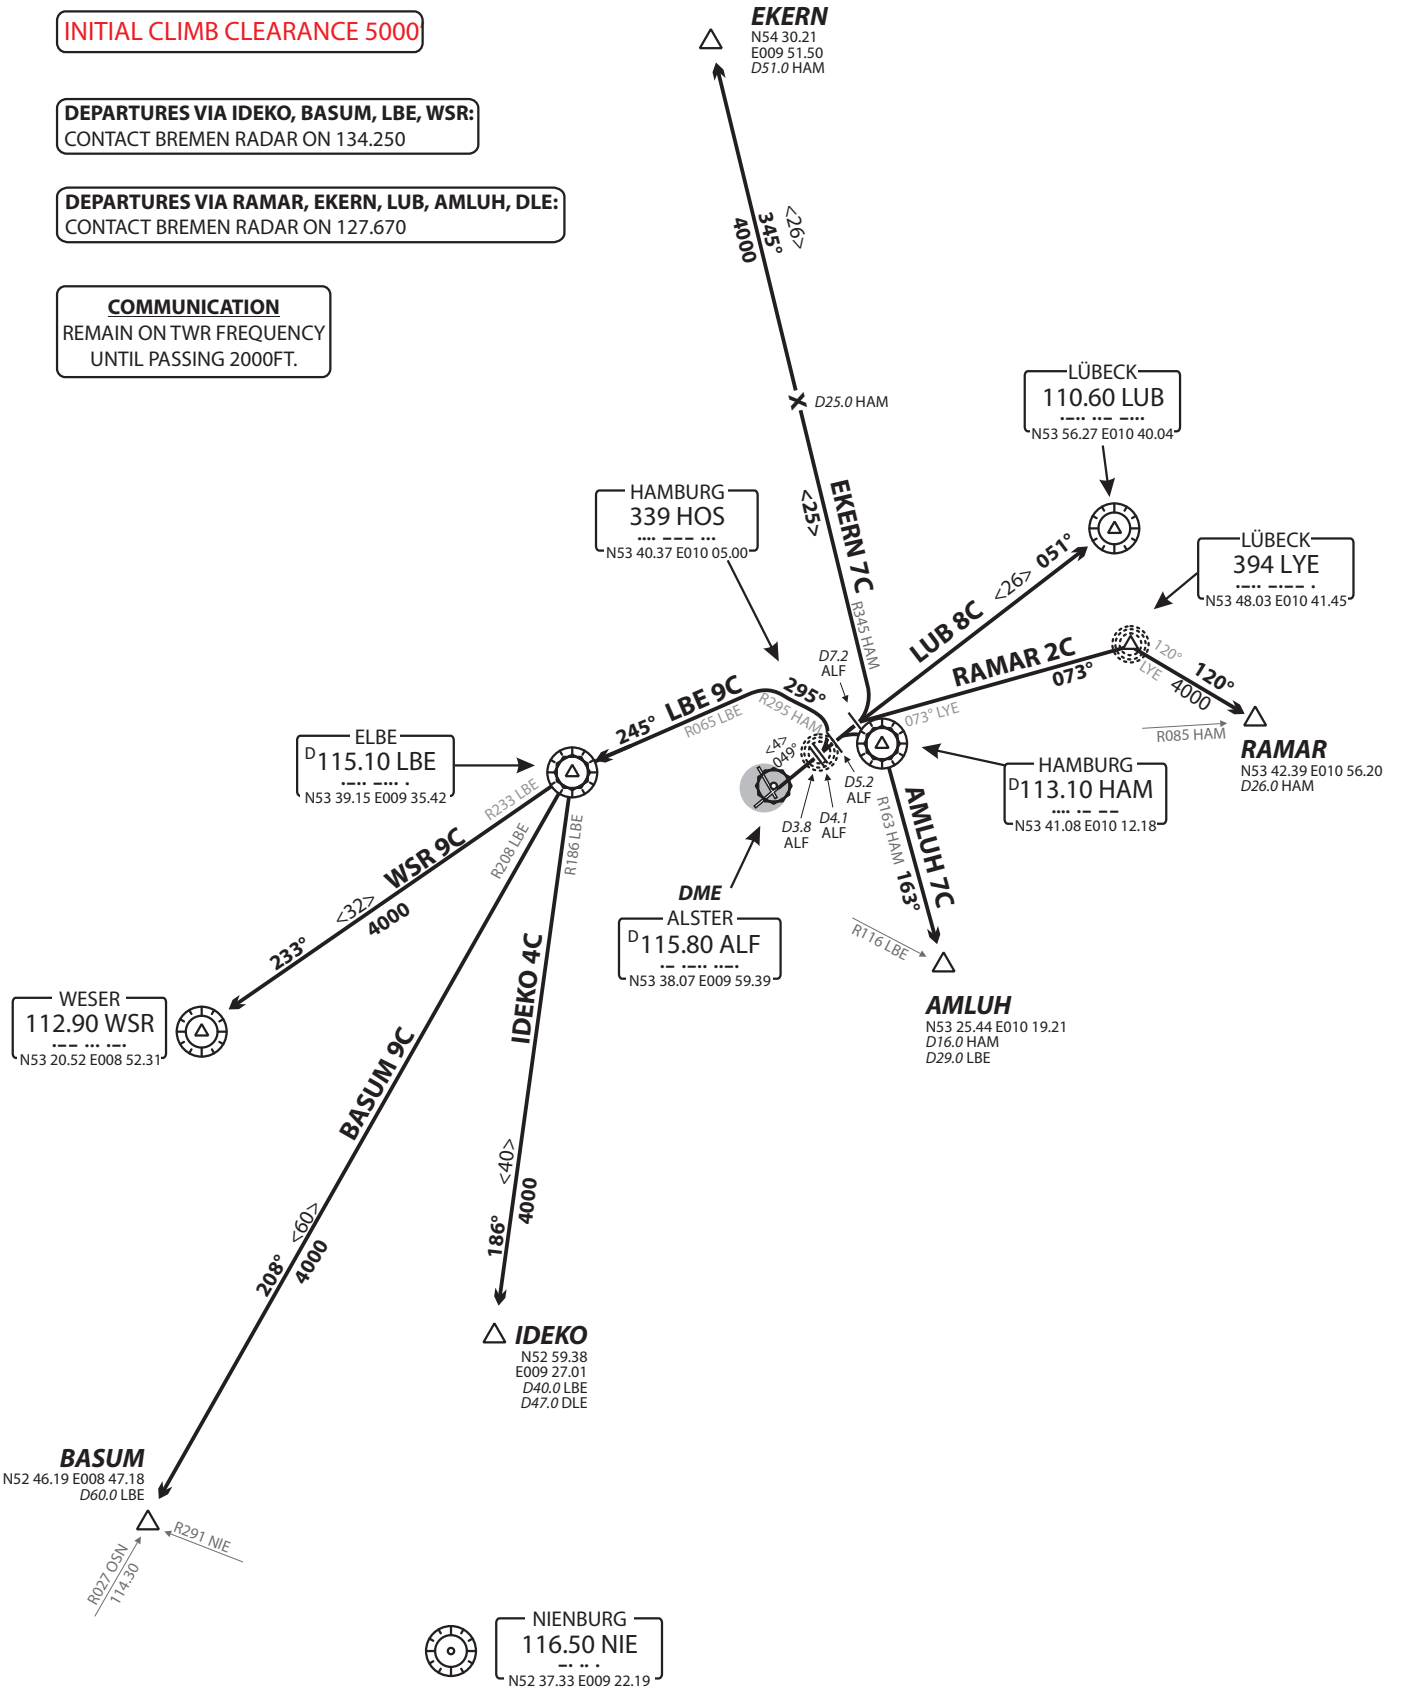 INITIAL CLIMB CLEARANCE 5000
DEPARTURES VIA IDEKO, BASUM, LBE, WSR:
CONTACT BREMEN RADAR ON 134.250
DEPARTURES VIA RAMAR, EKERN, LUB, AMLUH, DLE:
CONTACT BREMEN RADAR ON 127.670
COMMUNICATION
REMAIN ON TWR FREQUENCY
UNTIL PASSING 2000FT.
EKERN
N54 30.21
E009 51.50
D51.0 HAM
<26>
345°
4000
D25.0 HAM
<25>
EKERN 7C
R345 HAM
LÜBECK
110.60 LUB
N53 56.27 E010 40.04
HAMBURG
339 HOS
N53 40.37 E010 05.00
LÜBECK
394 LYE
N53 48.03 E010 41.45
LUB 8C
<26>
051°
RAMAR 2C
073°
073° LYE
120°
LYE
120°
4000
R085 HAM
RAMAR
N53 42.39 E010 56.20
D26.0 HAM
D7.2
ALF
295°
R295 HAM
245°
LBE 9C
R065 LBE
<4>
049°
D5.2
ALF
D4.1
ALF
D3.8
ALF
ELBE
D 115.10 LBE
N53 39.15 E009 35.42
HAMBURG
D 113.10 HAM
N53 41.08 E010 12.18
R233 LBE
R208 LBE
R186 LBE
WSR 9C
<32>
4000
233°
WESER
112.90 WSR
N53 20.52 E008 52.31
DME
ALSTER
D 115.80 ALF
N53 38.07 E009 59.39
AMLUH 7C
R163 HAM
163°
R116 LBE
AMLUH
N53 25.44 E010 19.21
D16.0 HAM
D29.0 LBE
BASUM 9C
<60>
208°
4000
IDEKO 4C
<40>
186°
4000
IDEKO
N52 59.38
E009 27.01
D40.0 LBE
D47.0 DLE
BASUM
N52 46.19 E008 47.18
D60.0 LBE
R291 NIE
R027 OSN
114.30
NIENBURG
116.50 NIE
N52 37.33 E009 22.19